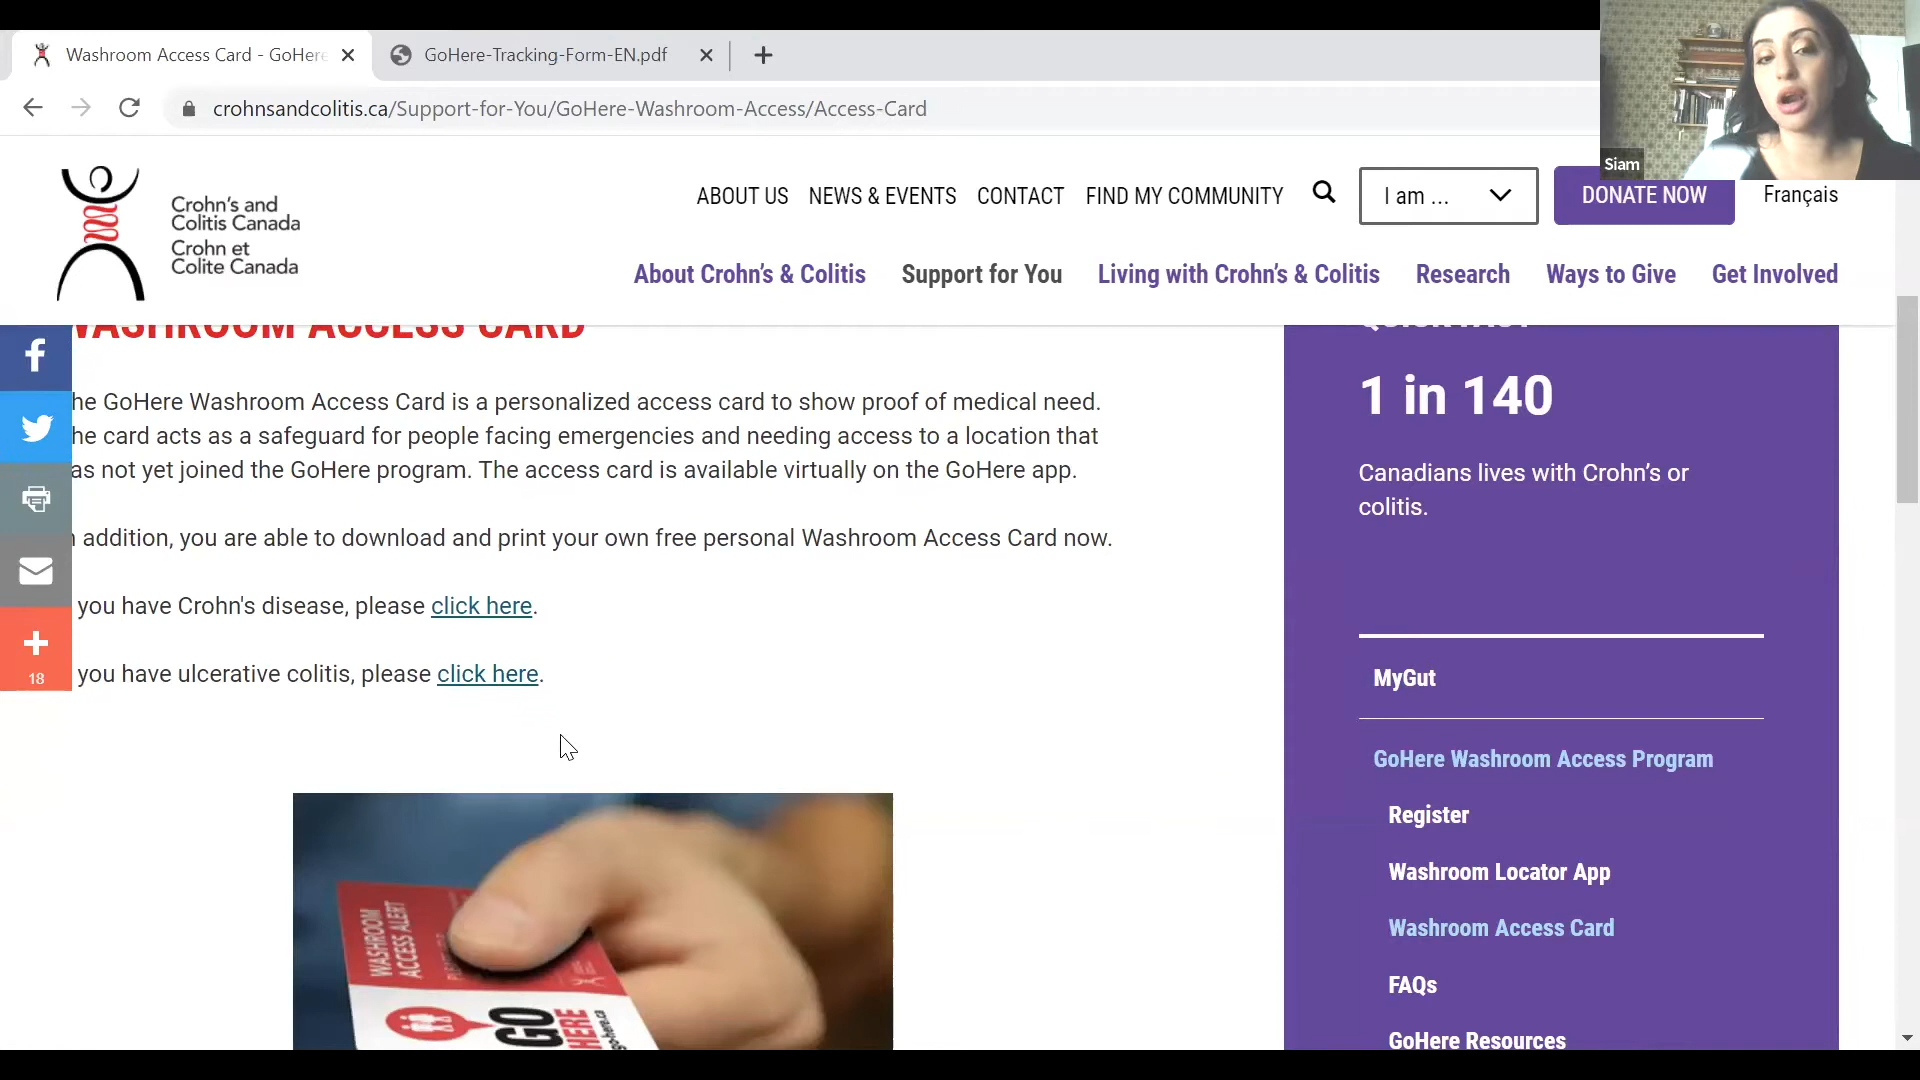 Washroom Access Card - GoHere
GoHere-Tracking-Form-EN.pdf
crohnsandcolitis.ca/Support-for-You/GoHere-Washroom-Access/Access-Card
Siam
Crohn's and
Colitis Canada
Crohn et
Colite Canada
ABOUT US NEWS & EVENTS CONTACT FIND MY COMMUNITY I am ... DONATE NOW Français
About Crohn's & Colitis Support for You Living with Crohn's & Colitis Research Ways to Give Get Involved
WASHROOM ACCESS CARD
he GoHere Washroom Access Card is a personalized access card to show proof of medical need.
he card acts as a safeguard for people facing emergencies and needing access to a location that
as not yet joined the GoHere program. The access card is available virtually on the GoHere app.
n addition, you are able to download and print your own free personal Washroom Access Card now.
you have Crohn's disease, please click here.
you have ulcerative colitis, please click here.
18
WASHROOM
ACCESS ALERT
GO
HERE
gohere.ca
QUICK FACT
1 in 140
Canadians lives with Crohn's or
colitis.
MyGut
GoHere Washroom Access Program
Register
Washroom Locator App
Washroom Access Card
FAQs
GoHere Resources